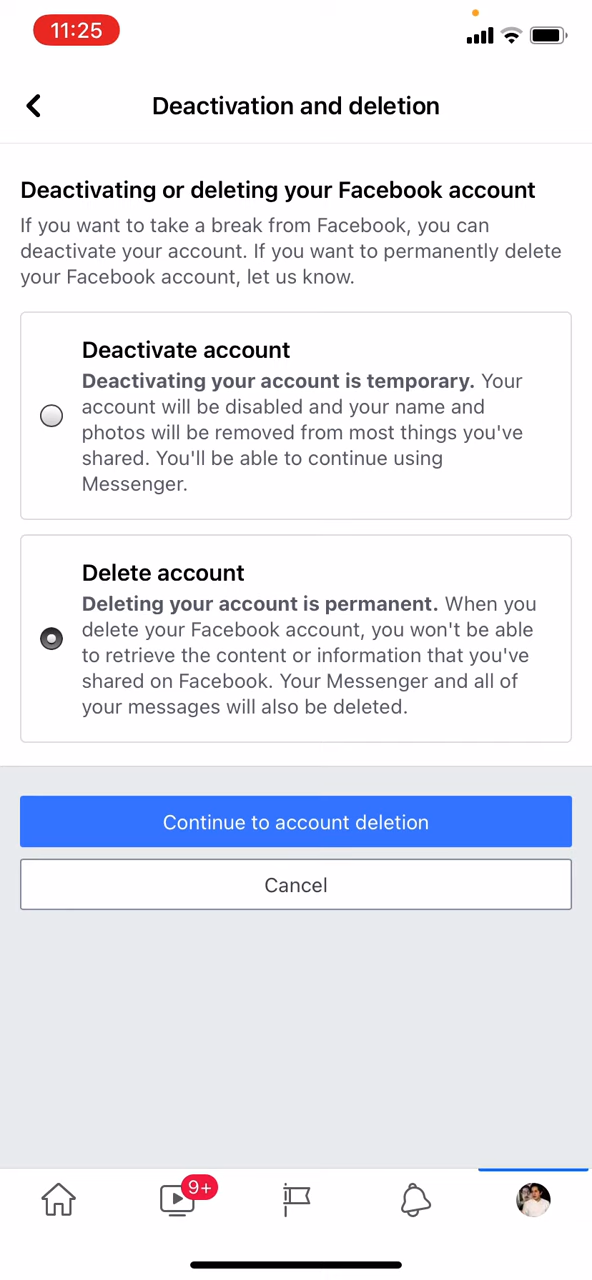 11:25
Deactivation and deletion
Deactivating or deleting your Facebook account
If you want to take a break from Facebook, you can
deactivate your account. If you want to permanently delete
your Facebook account, let us know.
Deactivate account
Deactivating your account is temporary. Your
account will be disabled and your name and
photos will be removed from most things you've
shared. You'll be able to continue using
Messenger.
Delete account
Deleting your account is permanent. When you
delete your Facebook account, you won't be able
to retrieve the content or information that you've
shared on Facebook. Your Messenger and all of
your messages will also be deleted.
Continue to account deletion
Cancel
9+